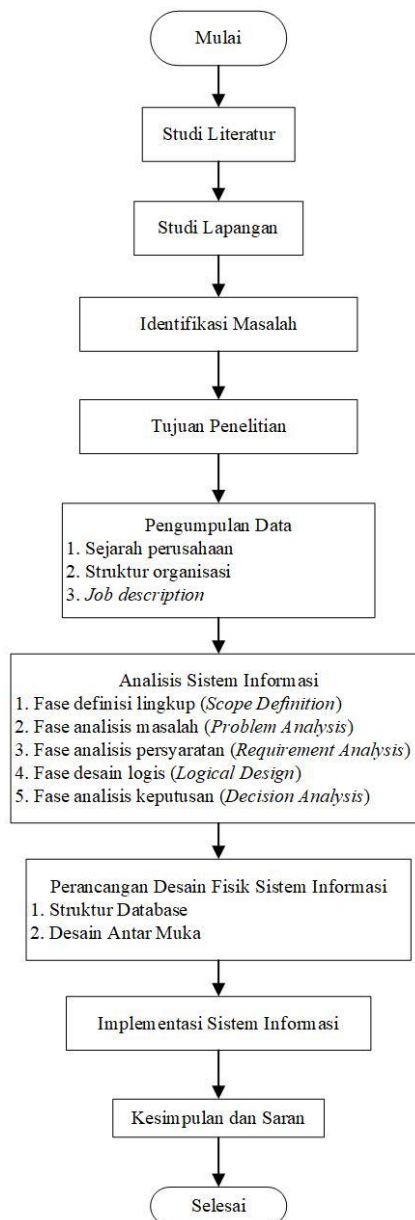 Mulai
Studi Literatur
Studi Lapangan
Identifikasi Masalah
Tujuan Penelitian
Pengumpulan Data
1. Sejarah perusahaan
2. Struktur organisasi
3. Job description
Analisis Sistem Informasi
1. Fase definisi lingkup (Scope Definition)
2. Fase analisis masalah (Problem Analysis)
3. Fase analisis persyaratan (Requirement Analysis)
4. Fase desain logis (Logical Design)
5. Fase analisis keputusan (Decision Analysis)
Perancangan Desain Fisik Sistem Informasi
1. Struktur Database
2. Desain Antar Muka
Implementasi Sistem Informasi
Kesimpulan dan Saran
Selesai